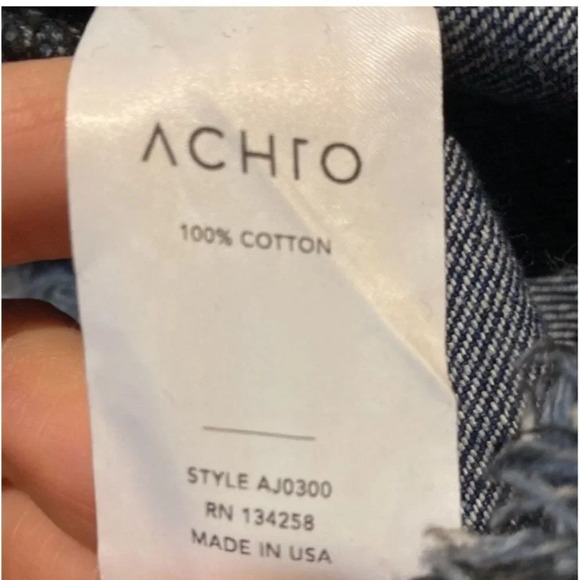 ACHRO
100% COTTON
STYLE AJ0300
RN 134258
MADE IN USA